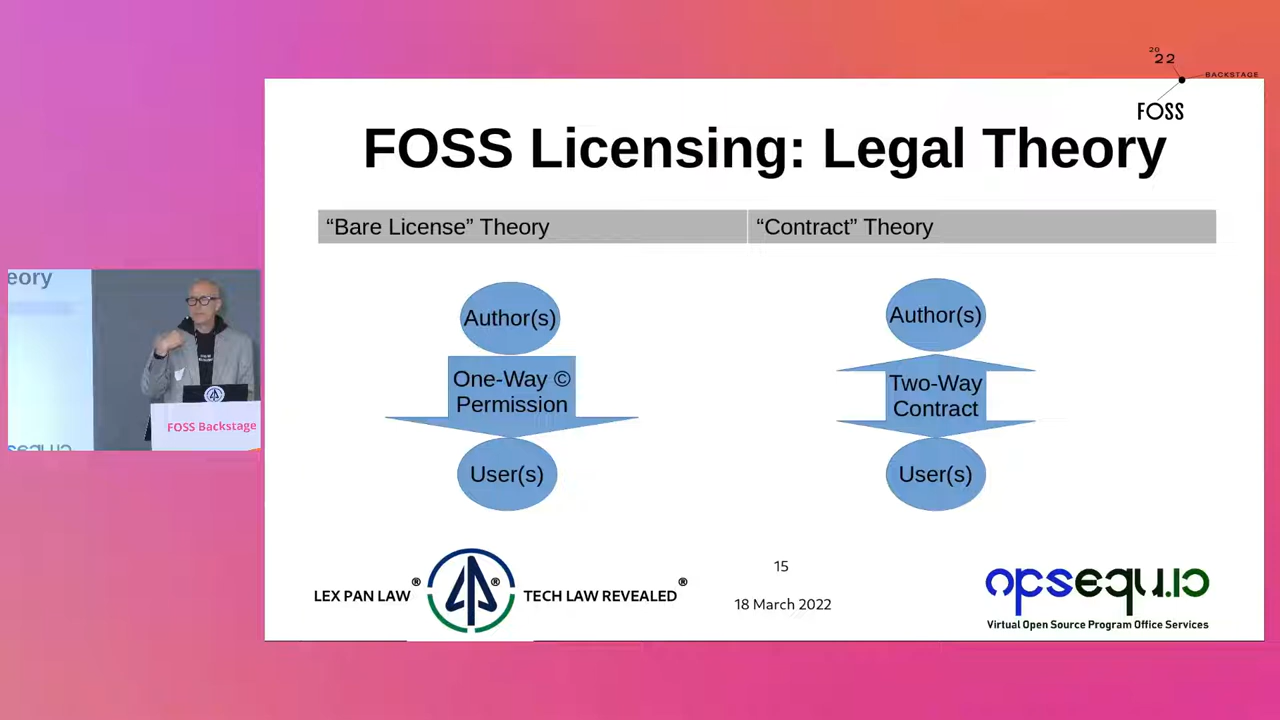 20
22
BACKSTAGE
FOSS
FOSS Licensing: Legal Theory
“Bare License” Theory
“Contract” Theory
Author(s)
One-Way ©
Permission
User(s)
Author(s)
Two-Way
Contract
User(s)
eory
FOSS Backstage
LEX PAN LAW®
®
TECH LAW REVEALED®
15
18 March 2022
opsequ.io
Virtual Open Source Program Office Services